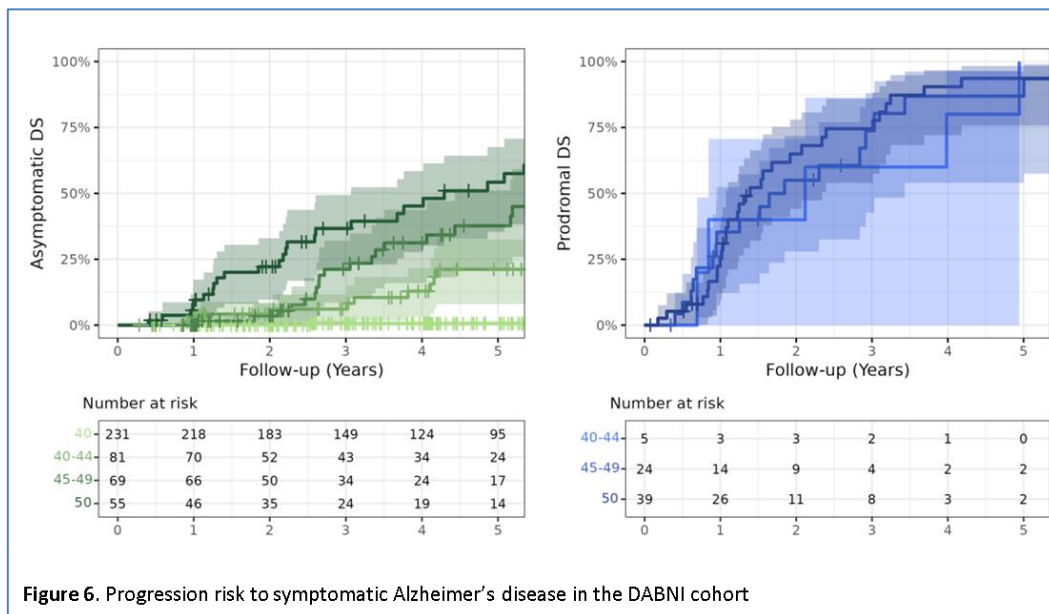 100%
75%
50%
25%
0%
Asymptomatic DS
0 1 2 3 4 5
Follow-up (Years)
100%
75%
50%
25%
0%
Prodromal DS
0 1 2 3 4 5
Follow-up (Years)
Number at risk
40 231 218 183 149 124 95
40-44 81 70 52 43 34 24
45-49 69 66 50 34 24 17
50 55 46 35 24 19 14
0 1 2 3 4 5
Number at risk
40-44 5 3 3 2 1 0
45-49 24 14 9 4 2 2
50 39 26 11 8 3 2
0 1 2 3 4 5
Figure 6. Progression risk to symptomatic Alzheimer's disease in the DABNI cohort